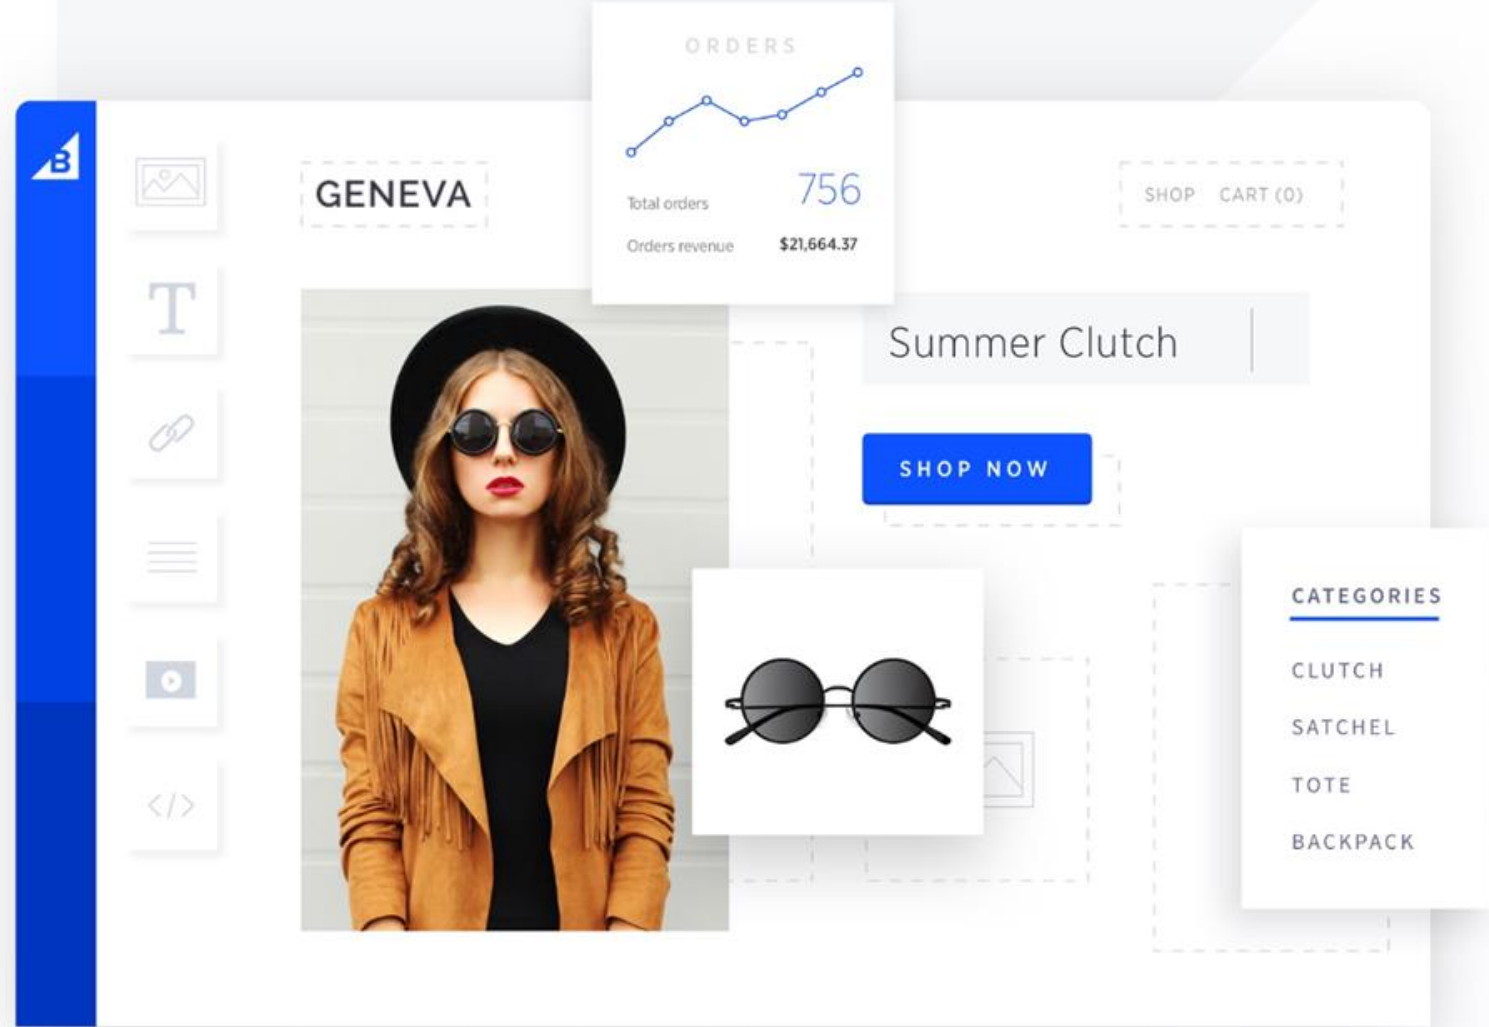 ORDERS
B
GENEVA
Total orders 756
Orders revenue $21,664.37
SHOP CART (0)
T
Summer Clutch
SHOP NOW
CATEGORIES
CLUTCH
SATCHEL
TOTE
BACKPACK
</>